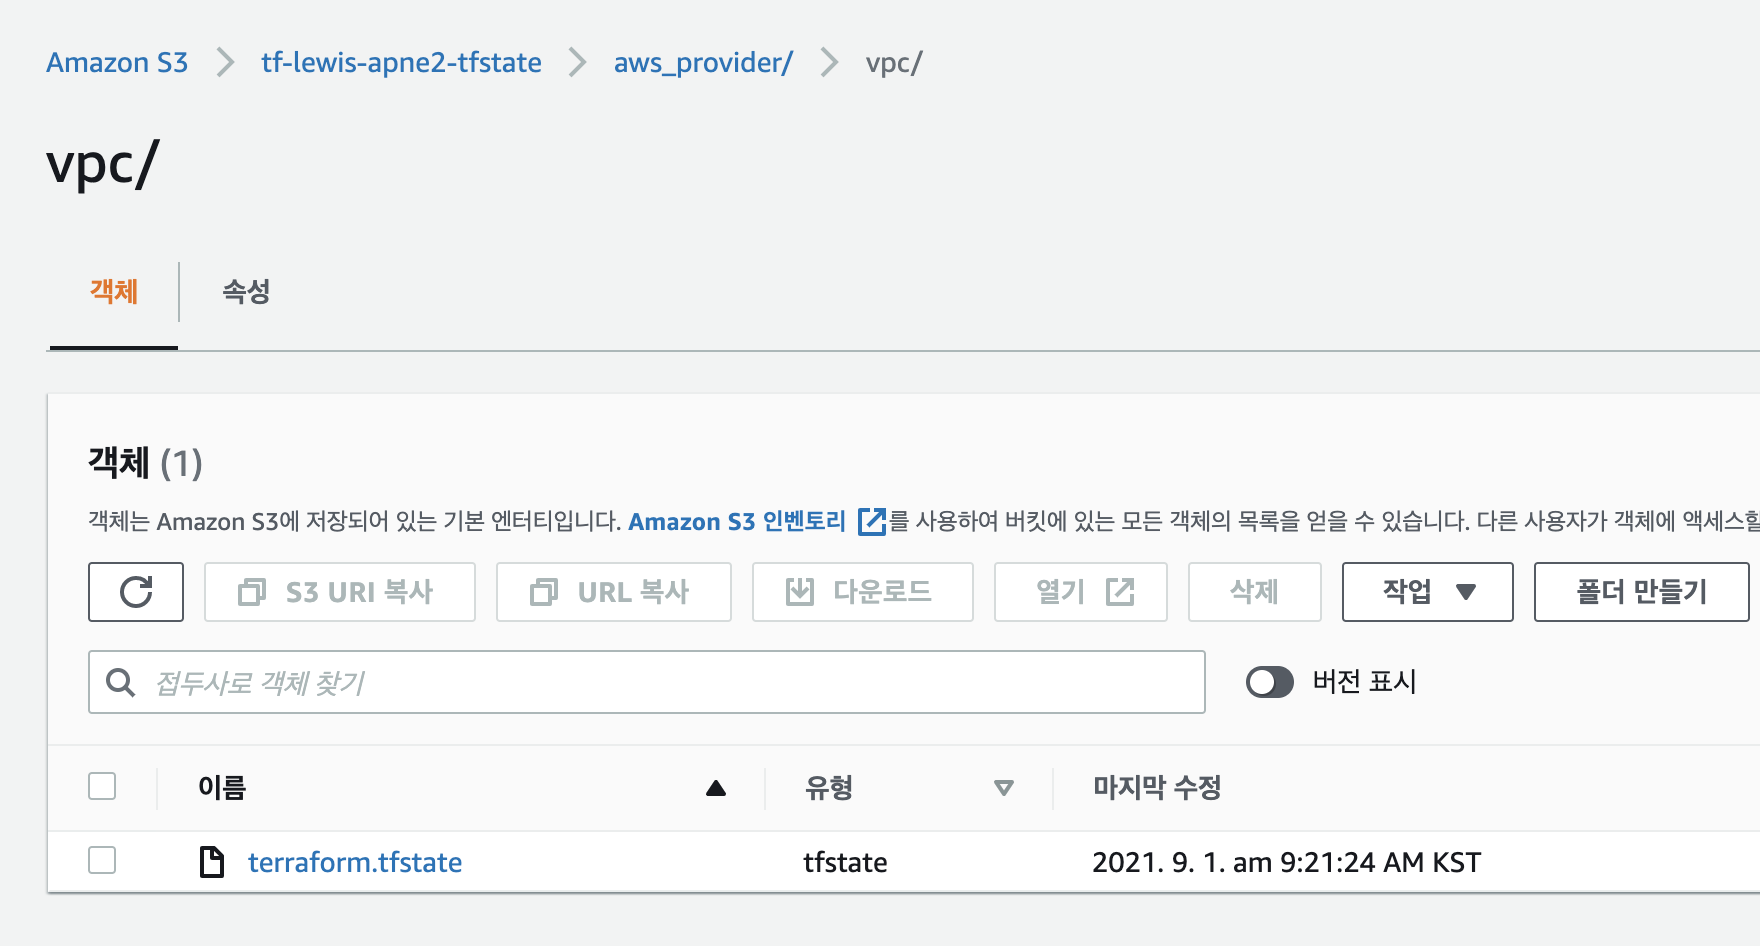 Amazon S3 > tf-lewis-apne2-tfstate > aws_provider/ > vpc/
vpc/
객체 속성
객체 (1)
객체는 Amazon S3에 저장되어 있는 기본 엔터티입니다. Amazon S3 인벤토리 를 사용하여 버킷에 있는 모든 객체의 목록을 얻을 수 있습니다. 다른 사용자가 객체에 액세스할
S3 URI 복사 URL 복사 다운로드 열기 삭제 작업 ▼ 폴더 만들기
접두사로 객체 찾기 버전 표시
이름 ▲ 유형 ▽ 마지막 수정
terraform.tfstate tfstate 2021. 9. 1. am 9:21:24 AM KST